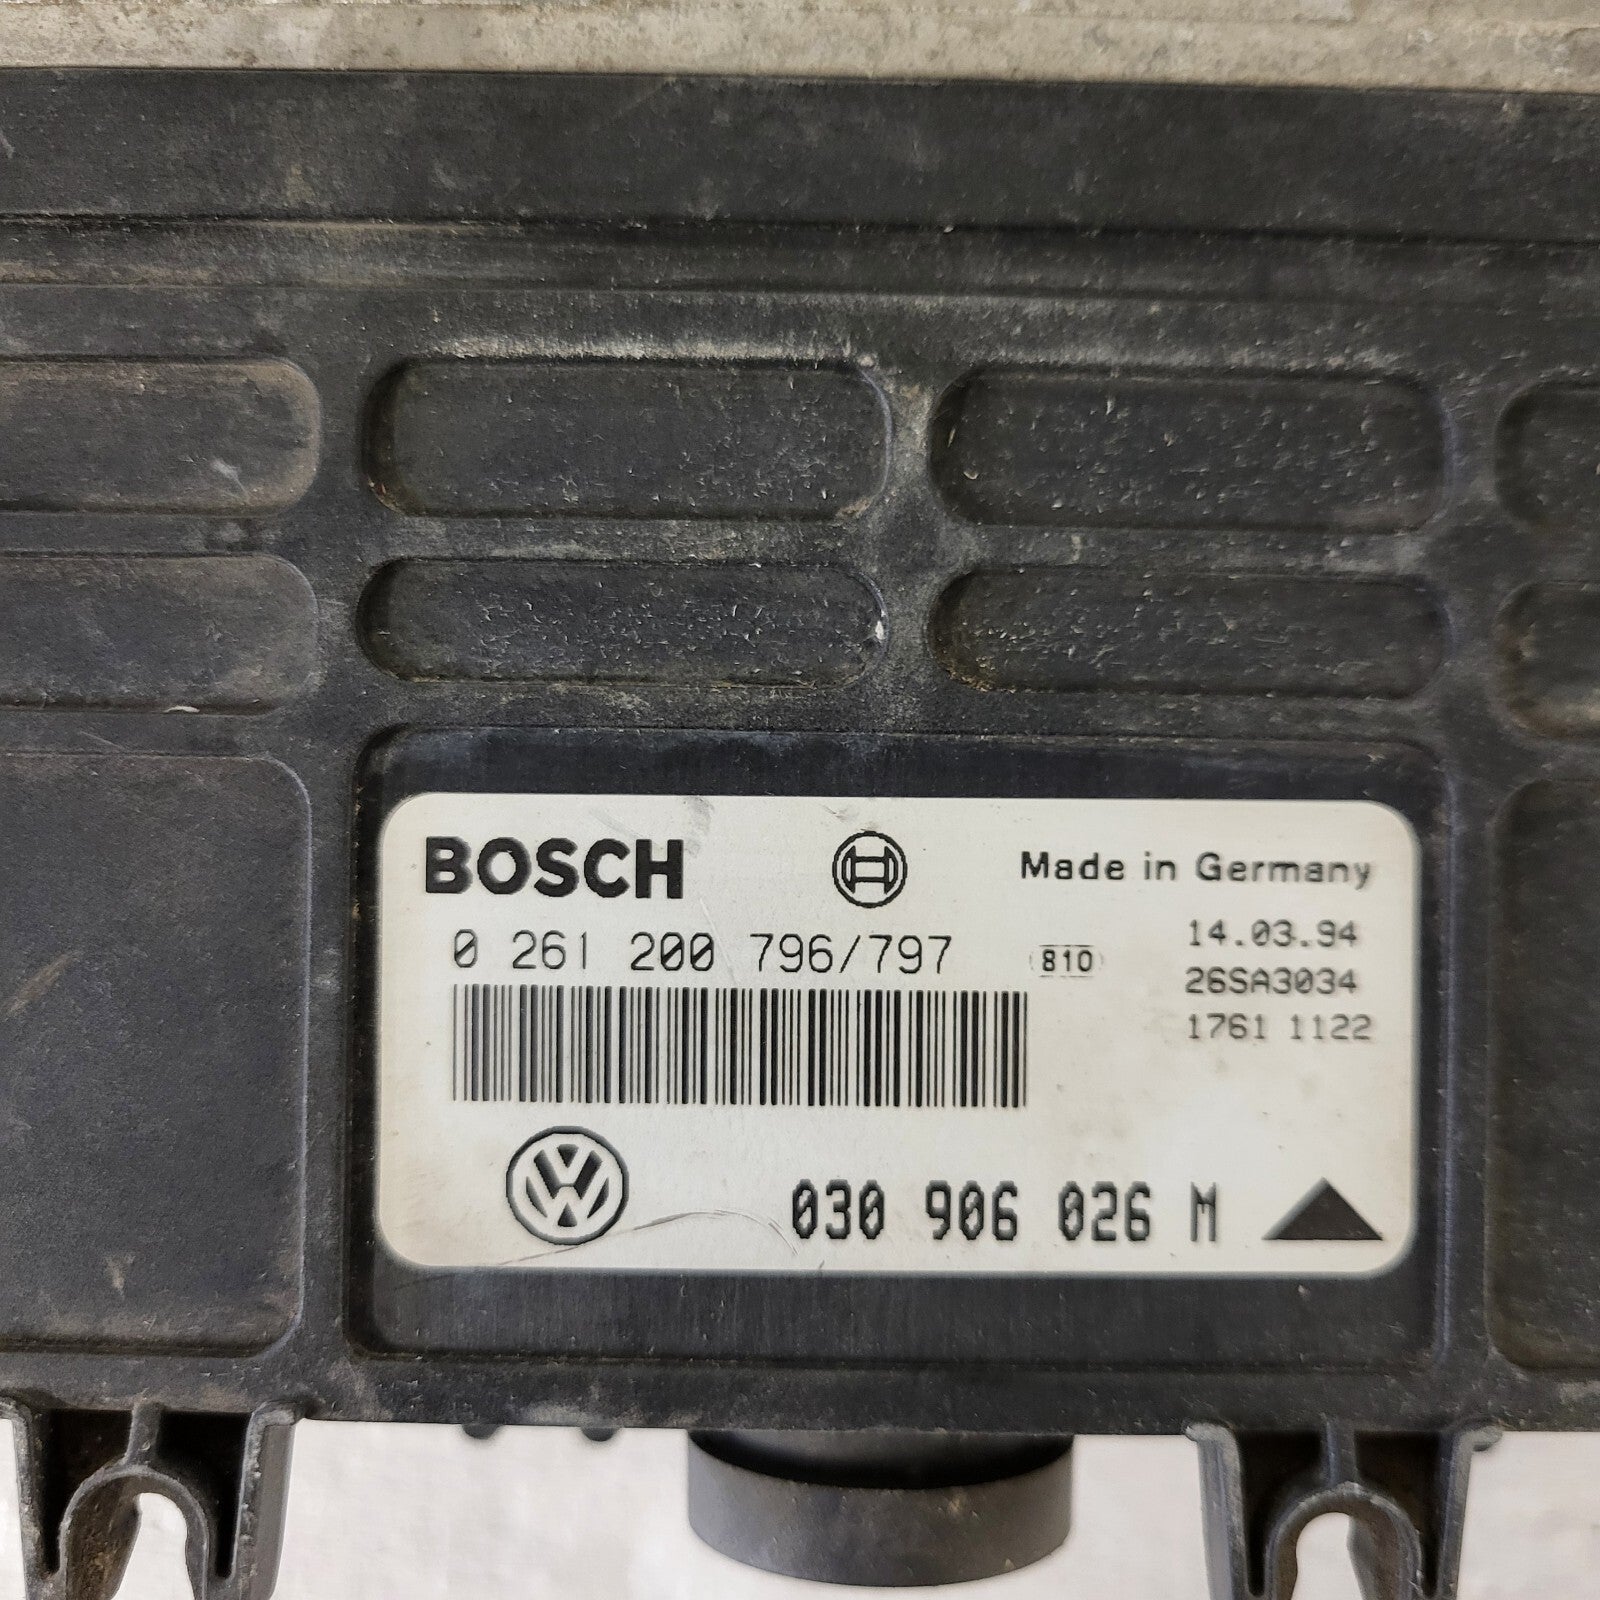 BOSCH
Made in Germany
0 261 200 796/797
810
14.03.94
26SA3034
1761 1122
030 906 026 M